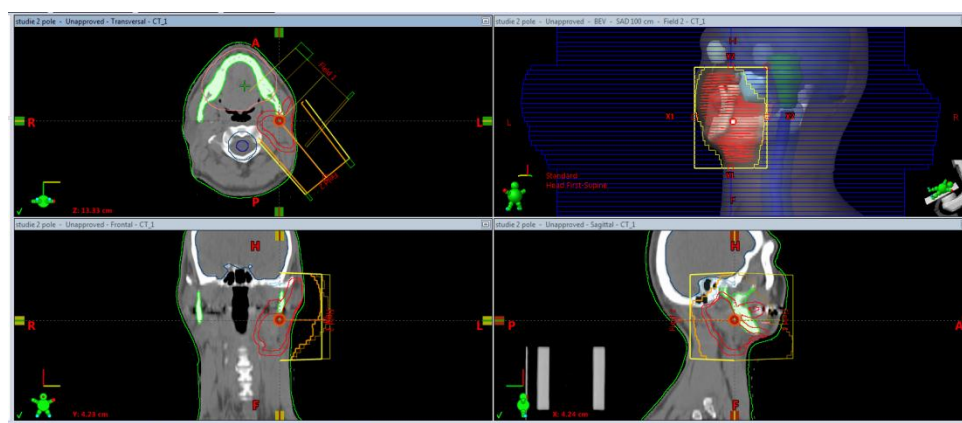 studie 2 pole - Unapproved - Transversal - CT_1
A
Field 1
R
L
P
Z: 13.33 cm
studie 2 pole - Unapproved - BEV - SAD 100 cm - Field 2 - CT_1
H
Y2
L
X1
X2
R
Standard
Head First-Supine
F
studie 2 pole - Unapproved - Frontal - CT_1
H
R
L
F
Y: 4.23 cm
studie 2 pole - Unapproved - Sagittal - CT_1
H
P
A
F
X: 4.24 cm